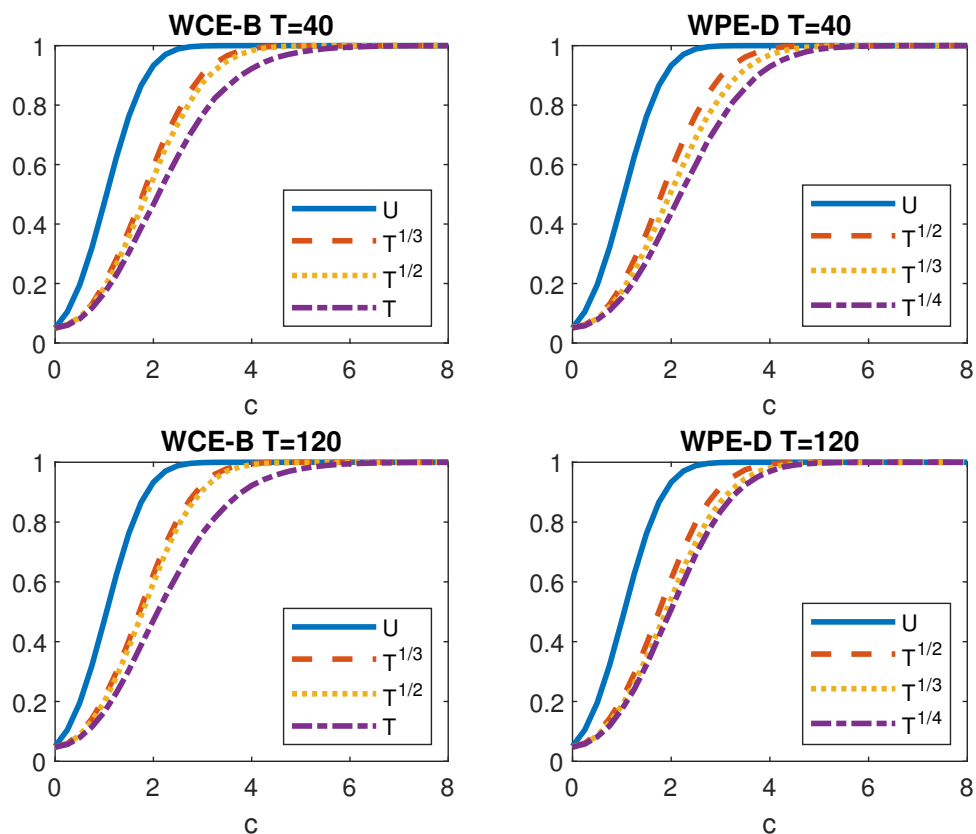 WCE-B T=40
1
0.8
0.6
0.4
0.2
0
0 2 4 6 8
c
U
T^{1/3}
T^{1/2}
T
WPE-D T=40
1
0.8
0.6
0.4
0.2
0
0 2 4 6 8
c
U
T^{1/2}
T^{1/3}
T^{1/4}
WCE-B T=120
1
0.8
0.6
0.4
0.2
0
0 2 4 6 8
c
U
T^{1/3}
T^{1/2}
T
WPE-D T=120
1
0.8
0.6
0.4
0.2
0
0 2 4 6 8
c
U
T^{1/2}
T^{1/3}
T^{1/4}